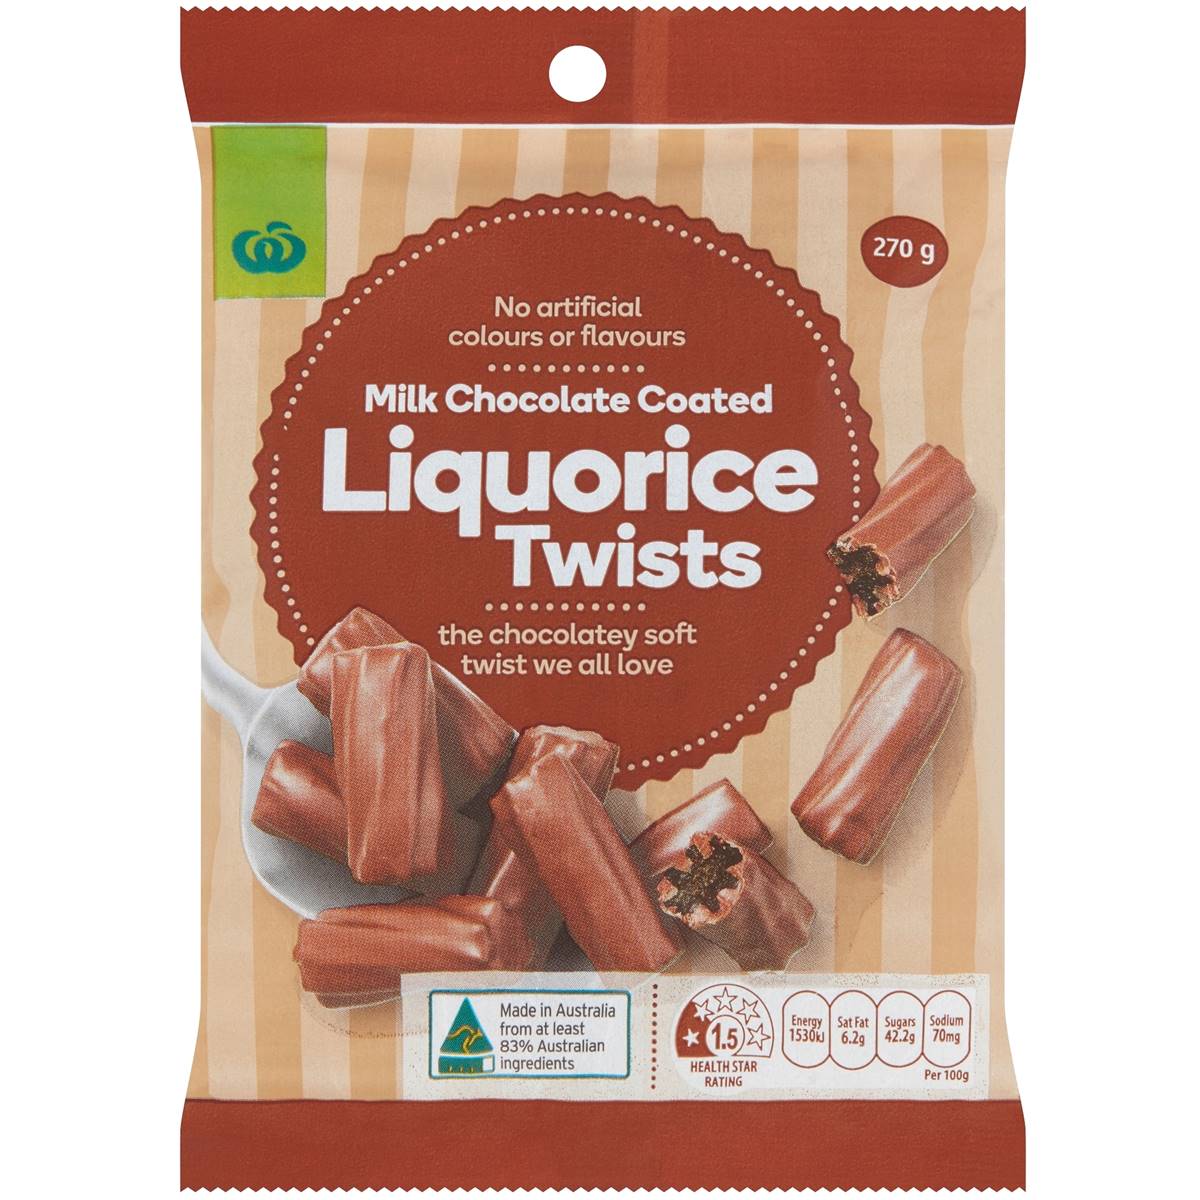 270 g
No artificial
colours or flavours
Milk Chocolate Coated
Liquorice
Twists
the chocolatey soft
twist we all love
Made in Australia
from at least
83% Australian
ingredients
1.5
HEALTH STAR
RATING
Energy
1530kJ
Sat Fat
6.2g
Sugars
42.2g
Sodium
70mg
Per 100g